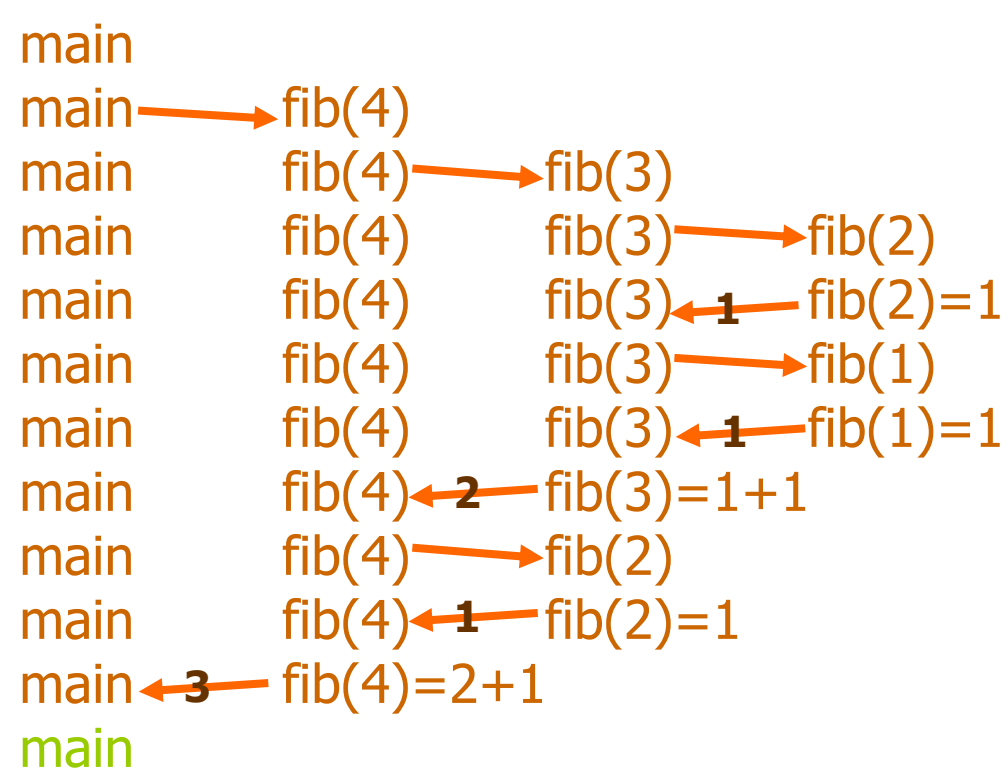 main
main fib(4)
main fib(4) fib(3)
main fib(4) fib(3) fib(2)
main fib(4) fib(3) 1 fib(2)=1
main fib(4) fib(3) fib(1)
main fib(4) fib(3) 1 fib(1)=1
main fib(4) 2 fib(3)=1+1
main fib(4) fib(2)
main fib(4) 1 fib(2)=1
main 3 fib(4)=2+1
main